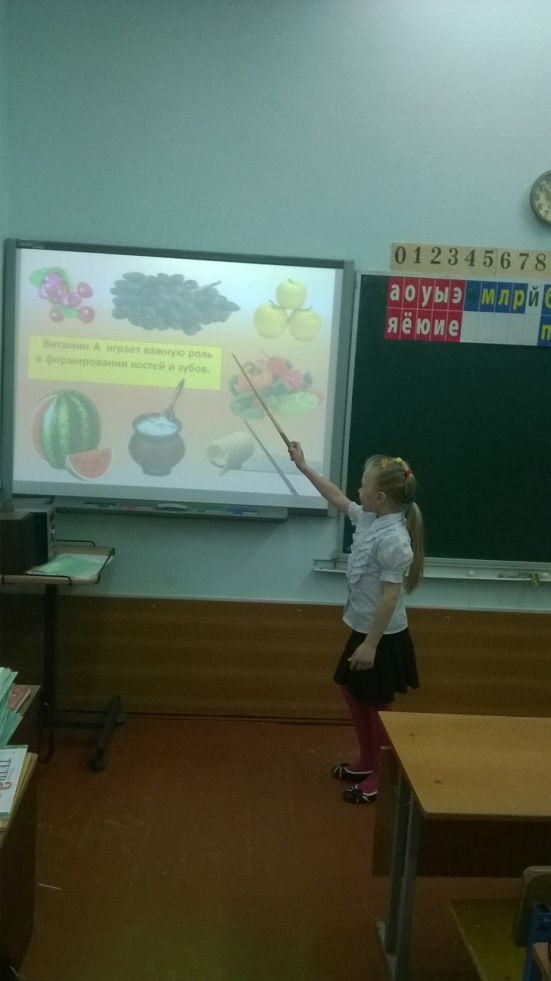 0 1 2 3 4 5 6 7 8
а о у ы э м л р й
я ё ю и е
Витамин А играет важную роль
в формировании костей и зубов.